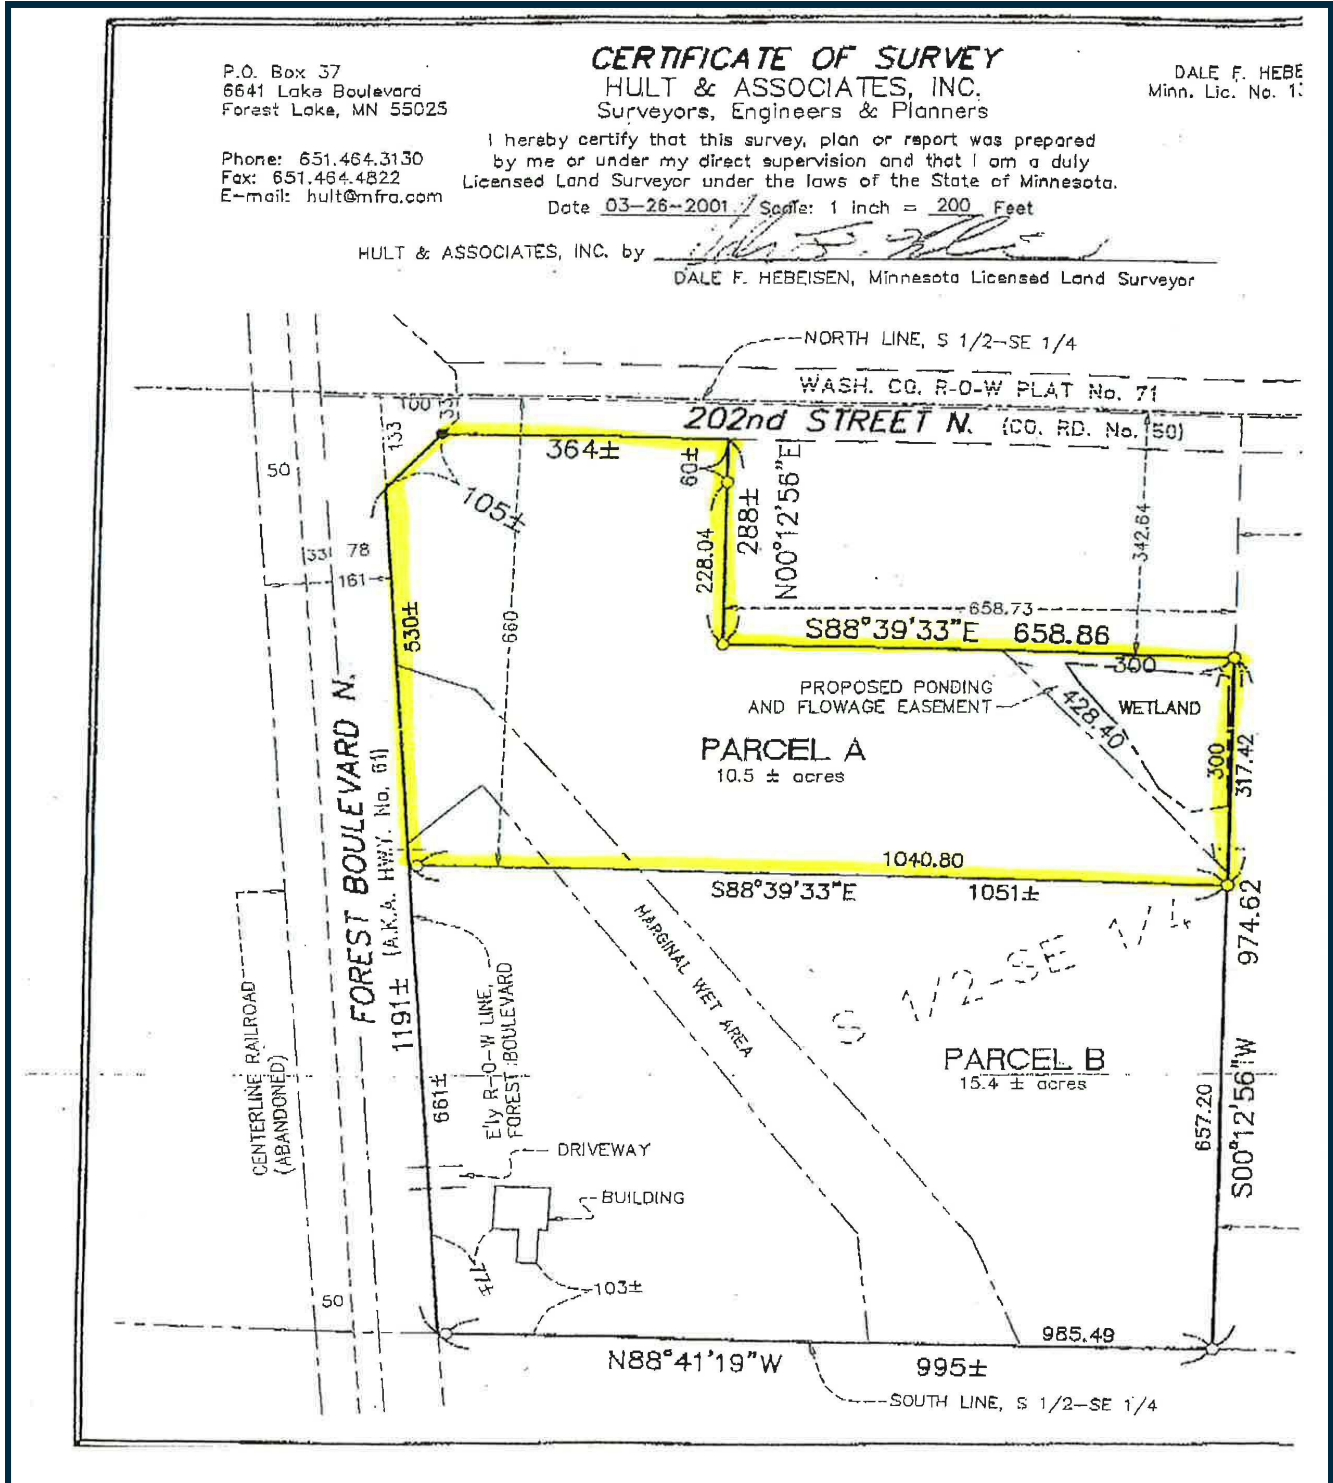 CERTIFICATE OF SURVEY
HULT & ASSOCIATES, INC.
Surveyors, Engineers & Planners
P.O. Box 37
6641 Lake Boulevard
Forest Lake, MN 55025
Phone: 651.464.3130
Fax: 651.464.4822
E-mail: hult@mfra.com
DALE F. HEBE
Minn. Lic. No. 1
I hereby certify that this survey, plan or report was prepared
by me or under my direct supervision and that I am a duly
Licensed Land Surveyor under the laws of the State of Minnesota.
Date 03-26-2001 Scale: 1 inch = 200 Feet
HULT & ASSOCIATES, INC. by
DALE F. HEBEISEN, Minnesota Licensed Land Surveyor
NORTH LINE, S 1/2-SE 1/4
WASH. CO. R-O-W PLAT No. 71
202nd STREET N. (CO. RD. No. 50)
100
33
133
364±
60±
50
105±
288±
N00°12'56"E
228.04
342.64
33
78
161
530±
660
658.73
S88°39'33"E 658.86
300
PROPOSED PONDING
AND FLOWAGE EASEMENT
428.40
WETLAND
300
317.42
PARCEL A
10.5 ± acres
FOREST BOULEVARD N.
(A.K.A. HWY. No. 61)
1191±
1040.80
S88°39'33"E 1051±
974.62
MARGINAL WET AREA
S 1/2-SE 1/4
CENTERLINE RAILROAD
(ABANDONED)
E'ly R-O-W LINE,
FOREST BOULEVARD
PARCEL B
15.4 ± acres
661±
657.20
S00°12'56"W
DRIVEWAY
BUILDING
77±
103±
50
985.49
N88°41'19"W 995±
SOUTH LINE, S 1/2-SE 1/4